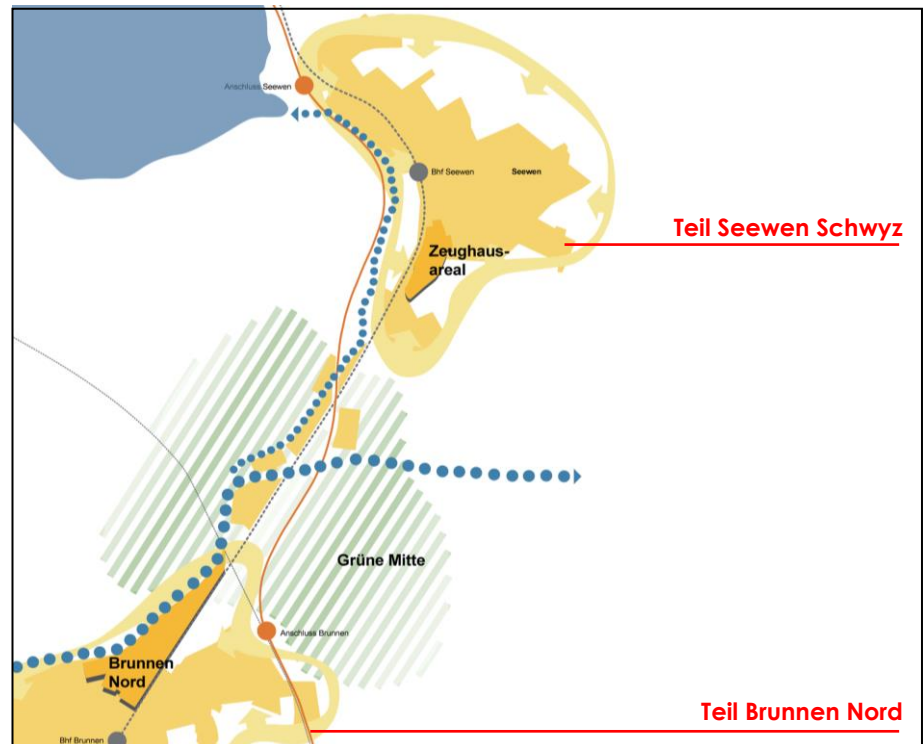 Anschluss Seewen
Bhf Seewen
Seewen
Teil Seewen Schwyz
Zeughaus-
areal
Grüne Mitte
Anschluss Brunnen
Brunnen
Nord
Teil Brunnen Nord
Bhf Brunnen